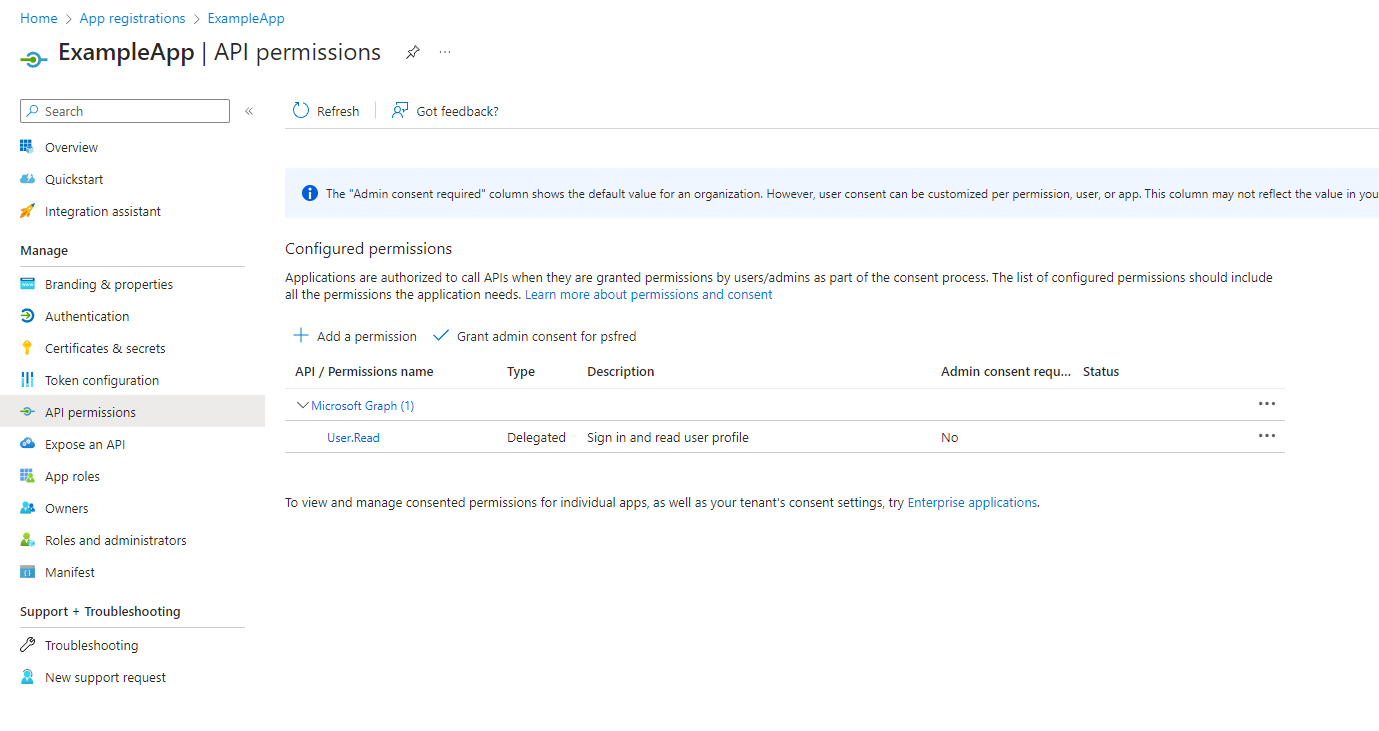 Home > App registrations > ExampleApp
ExampleApp | API permissions
Search
Refresh
Got feedback?
Overview
Quickstart
Integration assistant
Manage
Branding & properties
Authentication
Certificates & secrets
Token configuration
API permissions
Expose an API
App roles
Owners
Roles and administrators
Manifest
Support + Troubleshooting
Troubleshooting
New support request
The "Admin consent required" column shows the default value for an organization. However, user consent can be customized per permission, user, or app. This column may not reflect the value in you
Configured permissions
Applications are authorized to call APIs when they are granted permissions by users/admins as part of the consent process. The list of configured permissions should include
all the permissions the application needs. Learn more about permissions and consent
Add a permission
Grant admin consent for psfred
API / Permissions name Type Description Admin consent requ... Status
Microsoft Graph (1)
User.Read Delegated Sign in and read user profile No
To view and manage consented permissions for individual apps, as well as your tenant's consent settings, try Enterprise applications.